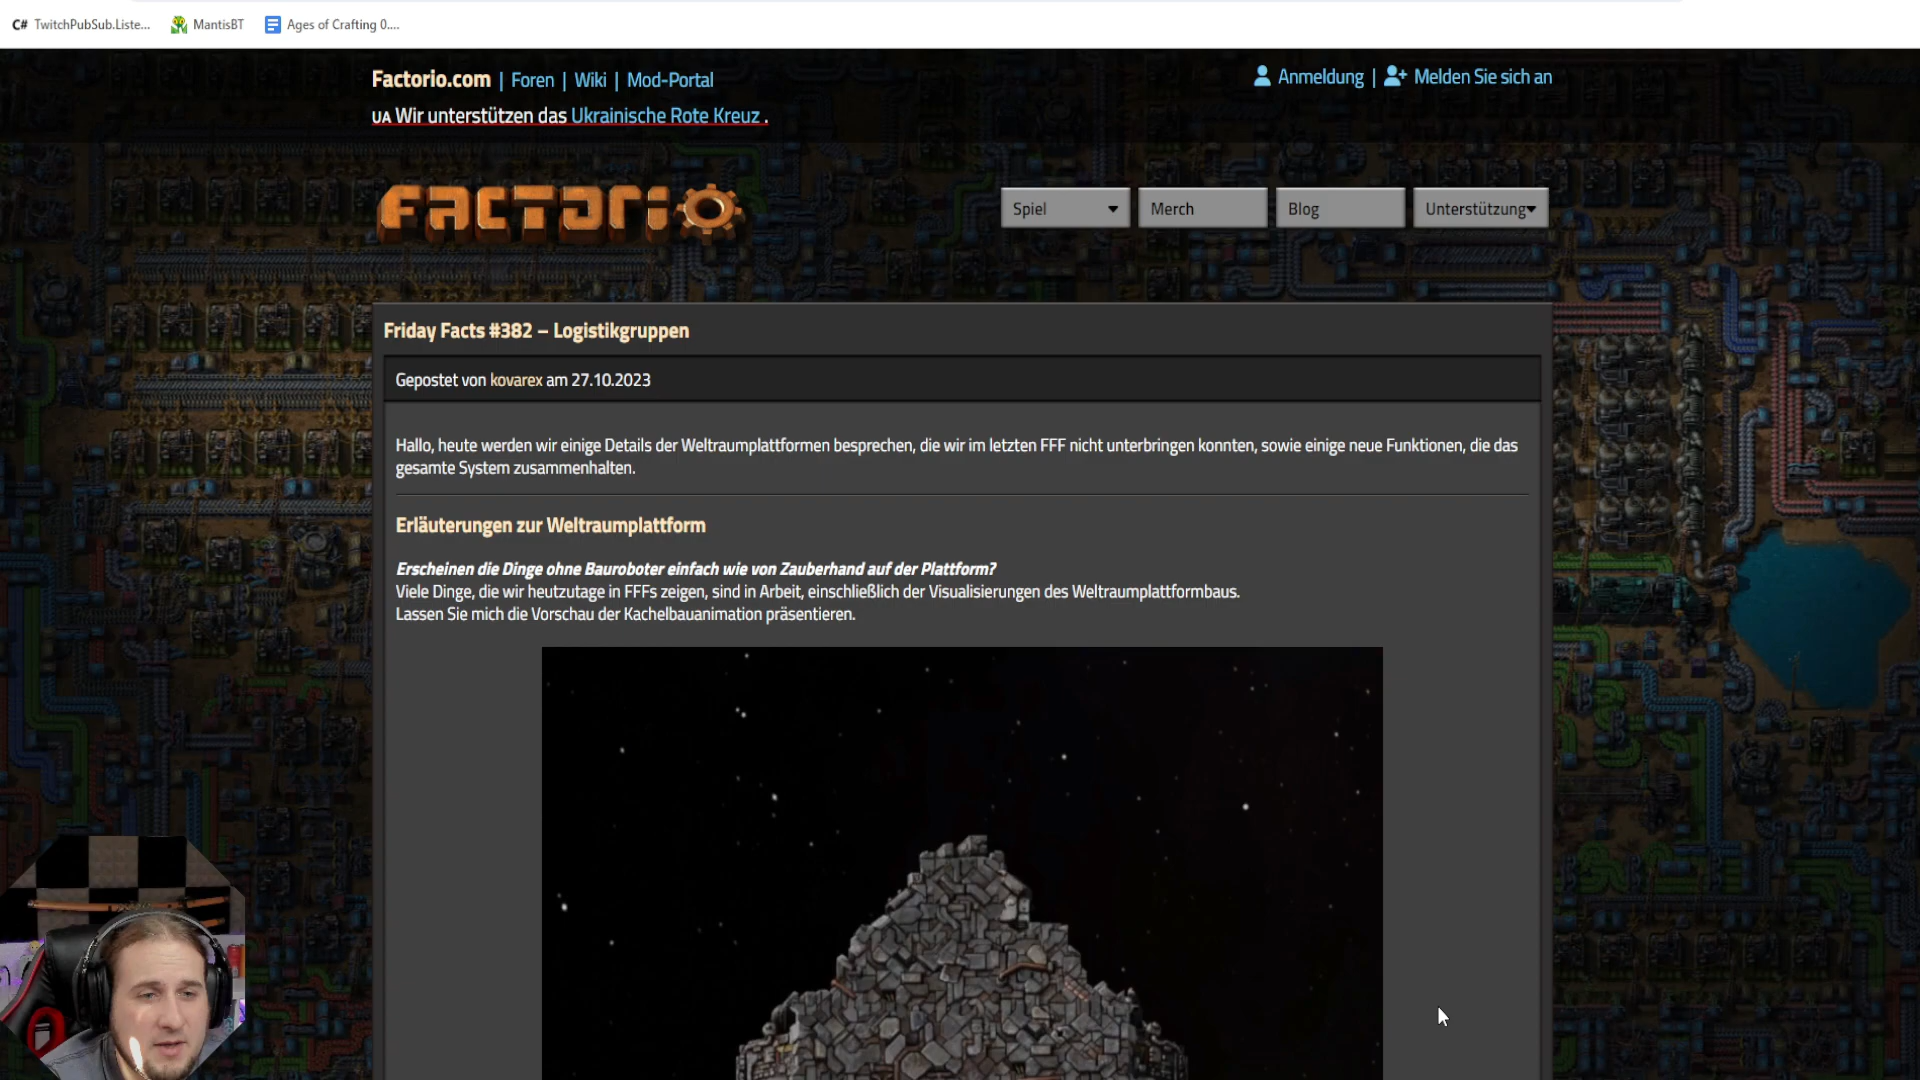 C# TwitchPubSub.Liste...
MantisBT
Ages of Crafting 0....
Factorio.com | Foren | Wiki | Mod-Portal
Anmeldung | Melden Sie sich an
UA Wir unterstützen das Ukrainische Rote Kreuz .
FACTORIO
Spiel
Merch
Blog
Unterstützung
Friday Facts #382 – Logistikgruppen
Gepostet von kovarex am 27.10.2023
Hallo, heute werden wir einige Details der Weltraumplattformen besprechen, die wir im letzten FFF nicht unterbringen konnten, sowie einige neue Funktionen, die das
gesamte System zusammenhalten.
Erläuterungen zur Weltraumplattform
Erscheinen die Dinge ohne Bauroboter einfach wie von Zauberhand auf der Plattform?
Viele Dinge, die wir heutzutage in FFFs zeigen, sind in Arbeit, einschließlich der Visualisierungen des Weltraumplattformbaus.
Lassen Sie mich die Vorschau der Kachelbauanimation präsentieren.